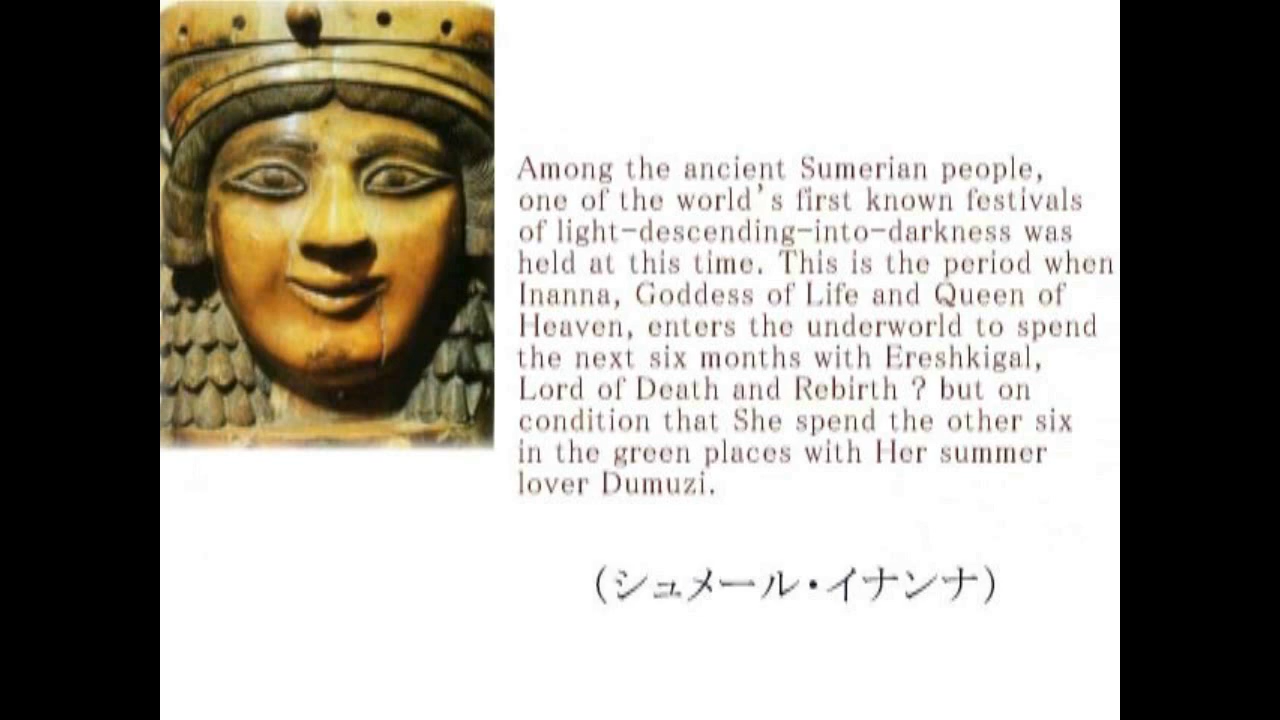 Among the ancient Sumerian people,
one of the world's first known festivals
of light-descending-into-darkness was
held at this time. This is the period when
Inanna, Goddess of Life and Queen of
Heaven, enters the underworld to spend
the next six months with Ereshkigal,
Lord of Death and Rebirth ? but on
condition that She spend the other six
in the green places with Her summer
lover Dumuzi.
(シュメール・イナンナ)